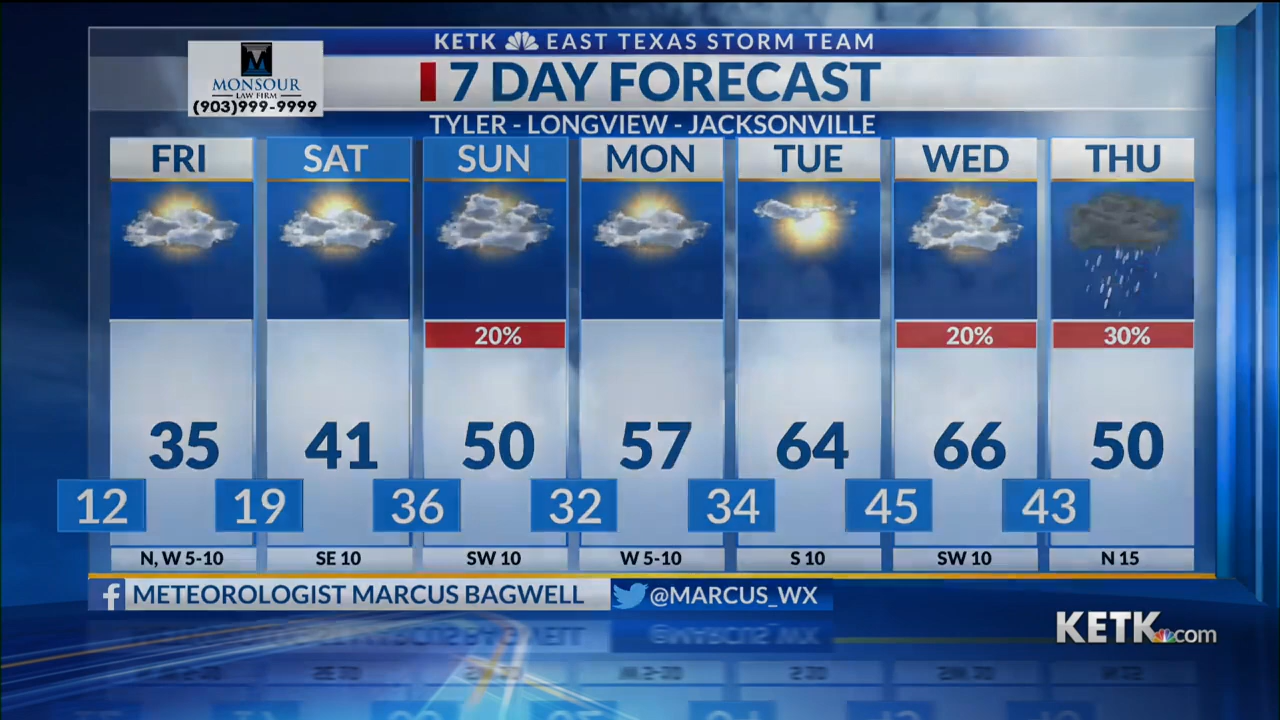 KETK EAST TEXAS STORM TEAM
M
MONSOUR
LAW FIRM
(903)999-9999
7 DAY FORECAST
TYLER - LONGVIEW - JACKSONVILLE
FRI SAT SUN MON TUE WED THU
20% 20% 30%
35 41 50 57 64 66 50
12 19 36 32 34 45 43
N, W 5-10 SE 10 SW 10 W 5-10 S 10 SW 10 N 15
f METEOROLOGIST MARCUS BAGWELL @MARCUS_WX
KETK.com